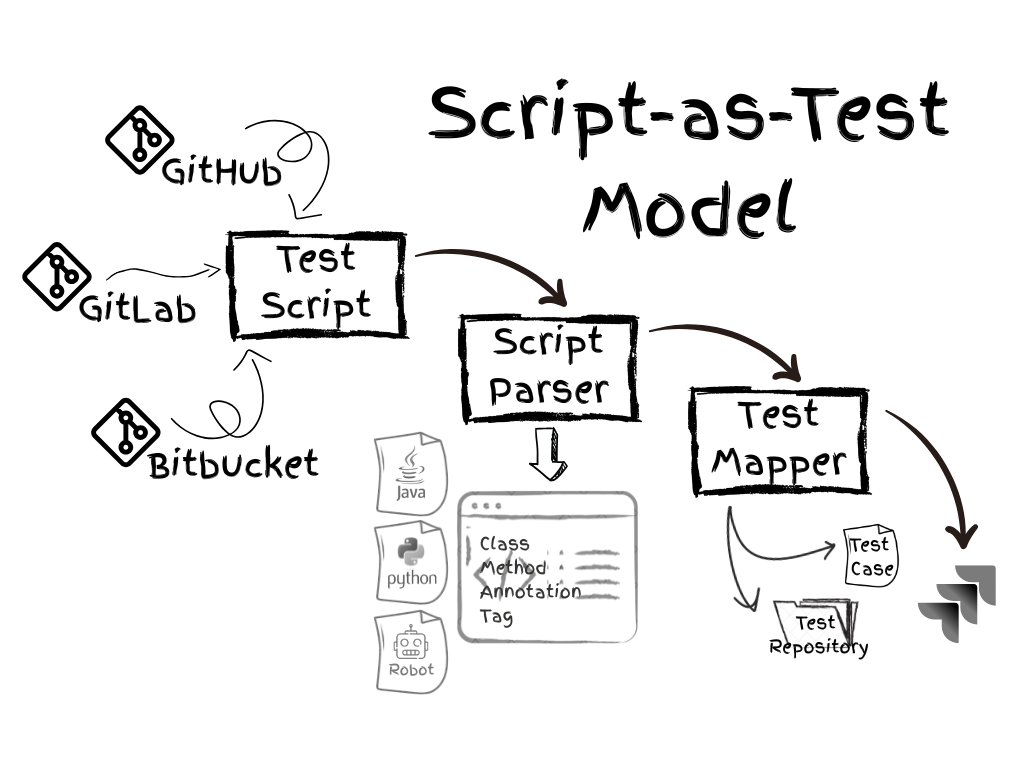 Script-as-Test
Model
GitHub
GitLab
Bitbucket
Test
Script
Script
Parser
Test
Mapper
Java
python
Robot
Class
Method
Annotation
Tag
Test
Case
Test
Repository